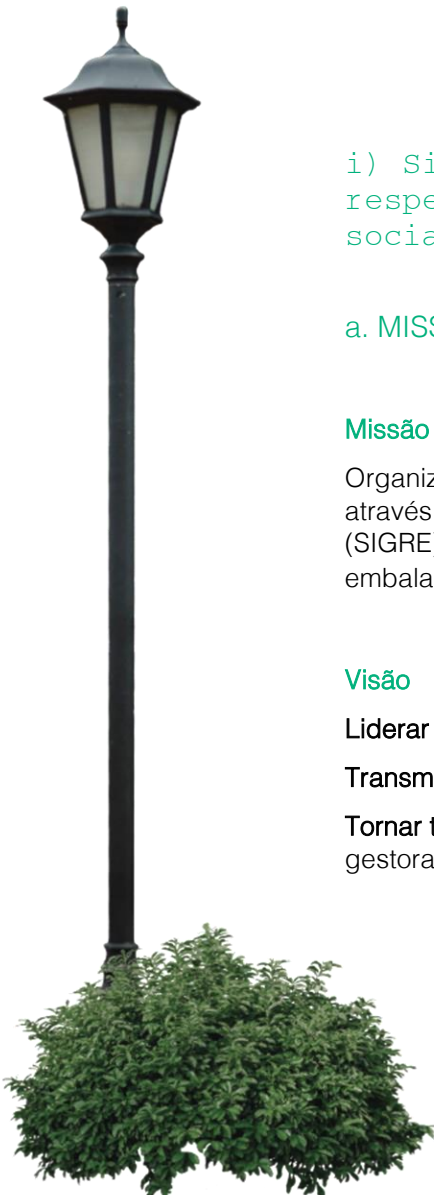 i) Si
respe
socia
a. MISS
Missão
Organiz
através
(SIGRE)
embala
Visão
Liderar
Transm
Tornar t
gestora